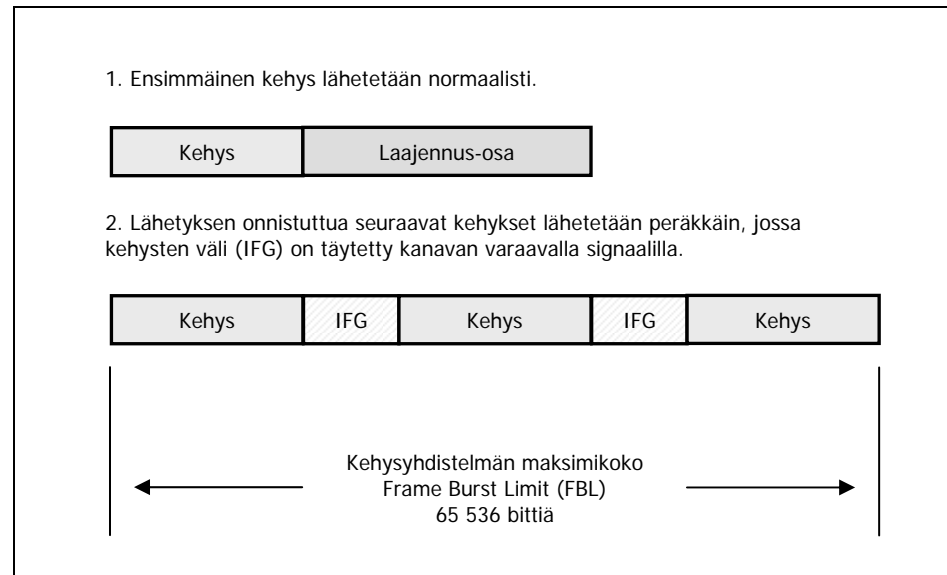 1. Ensimmäinen kehys lähetetään normaalisti.
Kehys Laajennus-osa
2. Lähetyksen onnistuttua seuraavat kehykset lähetetään peräkkäin, jossa
kehysten väli (IFG) on täytetty kanavan varaavalla signaalilla.
Kehys IFG Kehys IFG Kehys
Kehysyhdistelmän maksimikoko
Frame Burst Limit (FBL)
65 536 bittiä